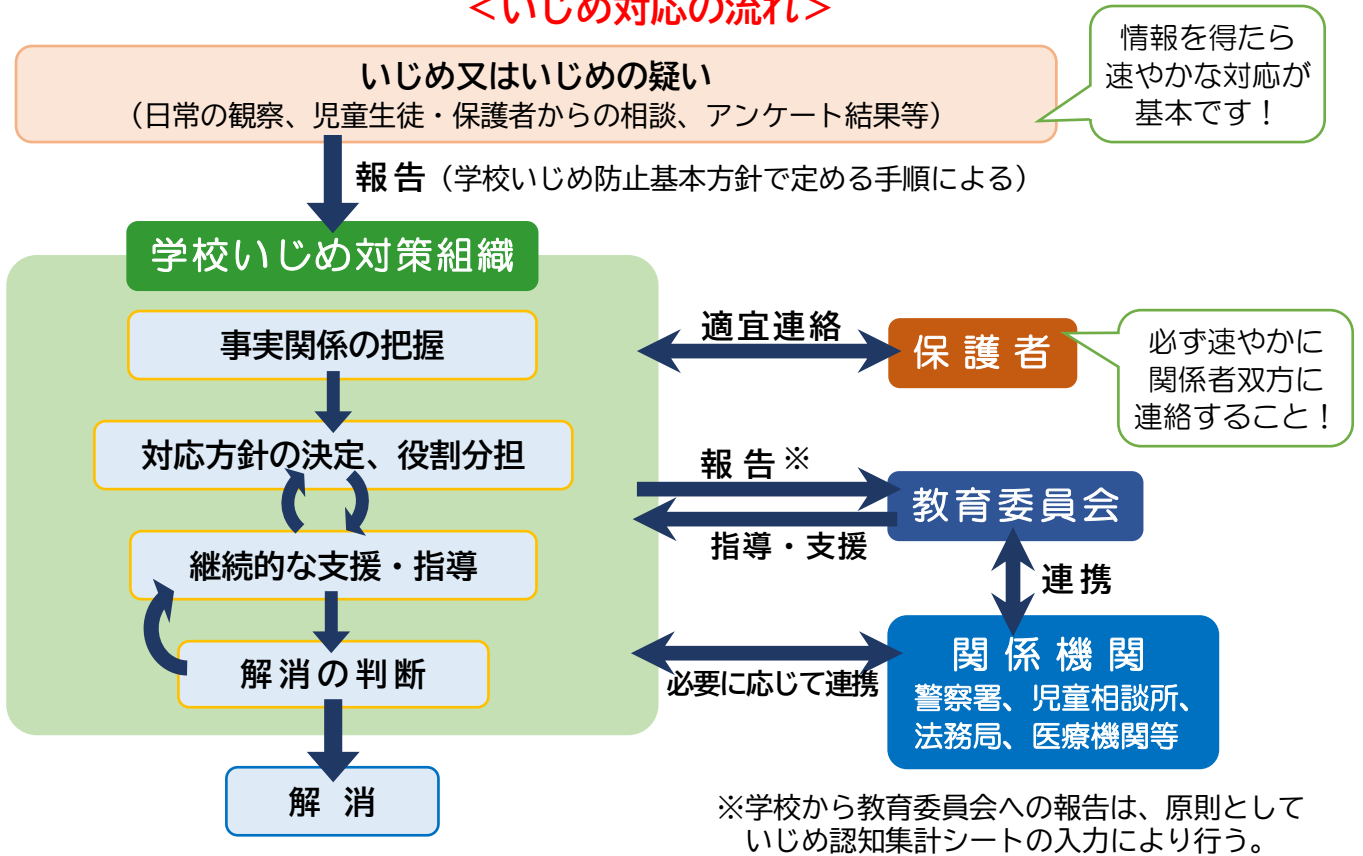 <いじめ対応の流れ>
情報を得たら
速やかな対応が
基本です！
いじめ又はいじめの疑い
（日常の観察、児童生徒・保護者からの相談、アンケート結果等）
報告（学校いじめ防止基本方針で定める手順による）
学校いじめ対策組織
事実関係の把握
対応方針の決定、役割分担
継続的な支援・指導
解消の判断
解消
適宜連絡
保護者
必ず速やかに
関係者双方に
連絡すること！
報告※
教育委員会
指導・支援
連携
必要に応じて連携
関係機関
警察署、児童相談所、
法務局、医療機関等
※学校から教育委員会への報告は、原則として
いじめ認知集計シートの入力により行う。